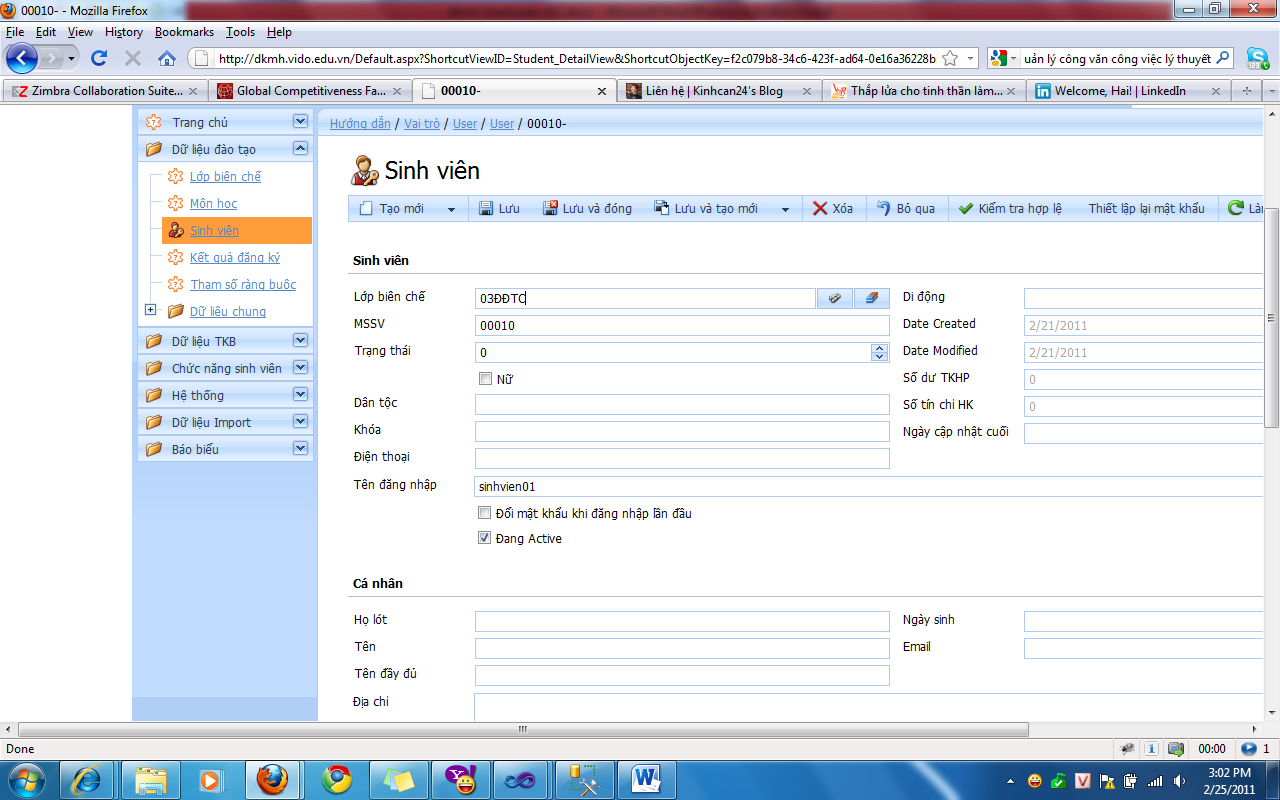 00010- - Mozilla Firefox
File Edit View History Bookmarks Tools Help
http://dkmh.vido.edu.vn/Default.aspx?ShortcutViewID=Student_DetailView&ShortcutObjectKey=f2c079b8-34c6-423f-ad64-0e16a36228b
uản lý công văn công việc lý thuyết
Zimbra Collaboration Suite...
Global Competitiveness Fa...
00010-
Liên hệ | Kinhcan24's Blog
Thắp lửa cho tinh thần làm...
Welcome, Hai! | LinkedIn
Trang chủ
Dữ liệu đào tạo
Lớp biên chế
Môn học
Sinh viên
Kết quả đăng ký
Tham số ràng buộc
Dữ liệu chung
Dữ liệu TKB
Chức năng sinh viên
Hệ thống
Dữ liệu Import
Báo biểu
Hướng dẫn / Vai trò / User / User / 00010-
Sinh viên
Tạo mới Lưu Lưu và đóng Lưu và tạo mới Xóa Bỏ qua Kiểm tra hợp lệ Thiết lập lại mật khẩu Làn
Sinh viên
Lớp biên chế 03ĐĐTC Di động
MSSV 00010 Date Created 2/21/2011
Trạng thái 0 Date Modified 2/21/2011
Nữ Số dư TKHP 0
Dân tộc Số tín chỉ HK 0
Khóa Ngày cập nhật cuối
Điện thoại
Tên đăng nhập sinhvien01
Đổi mật khẩu khi đăng nhập lần đầu
Đang Active
Cá nhân
Họ lót Ngày sinh
Tên Email
Tên đầy đủ
Địa chỉ
Done 00:00 1
3:02 PM
2/25/2011